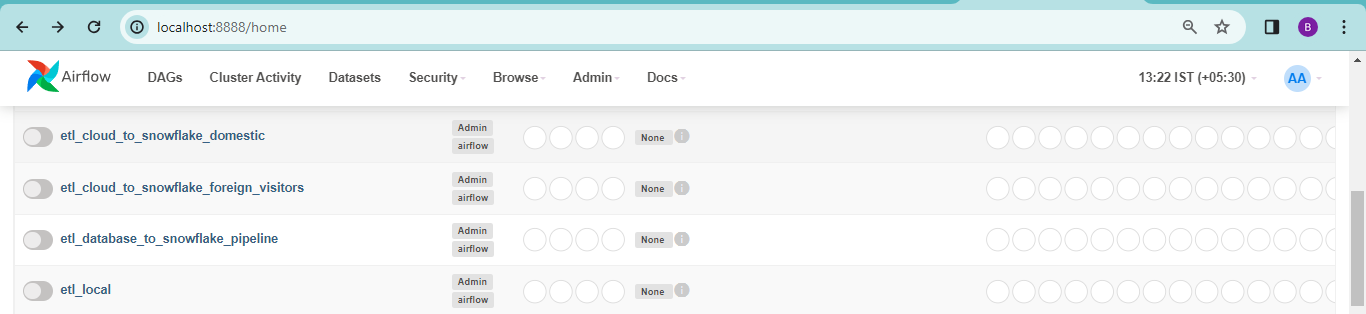 localhost:8888/home
B
Airflow DAGs Cluster Activity Datasets Security Browse Admin Docs 13:22 IST (+05:30) AA
etl_cloud_to_snowflake_domestic Admin airflow None i
etl_cloud_to_snowflake_foreign_visitors Admin airflow None i
etl_database_to_snowflake_pipeline Admin airflow None i
etl_local Admin airflow None i